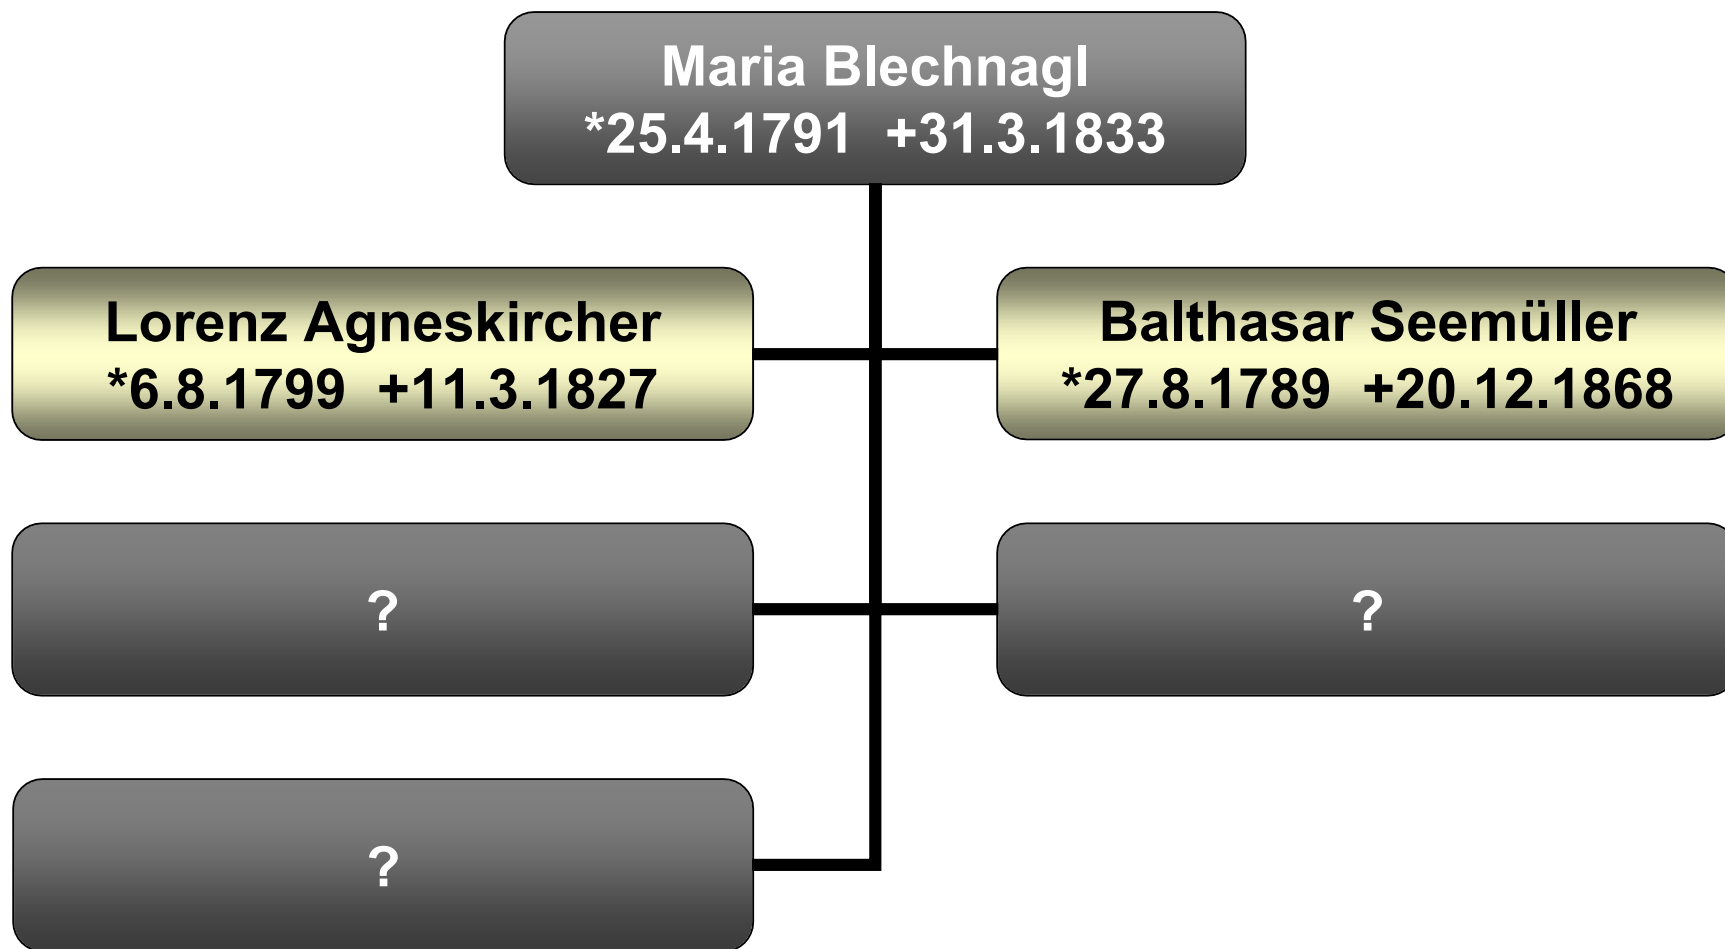 Maria Blechnagl
*25.4.1791 +31.3.1833
Lorenz Agneskircher
*6.8.1799 +11.3.1827
Balthasar Seemüller
*27.8.1789 +20.12.1868
?
?
?